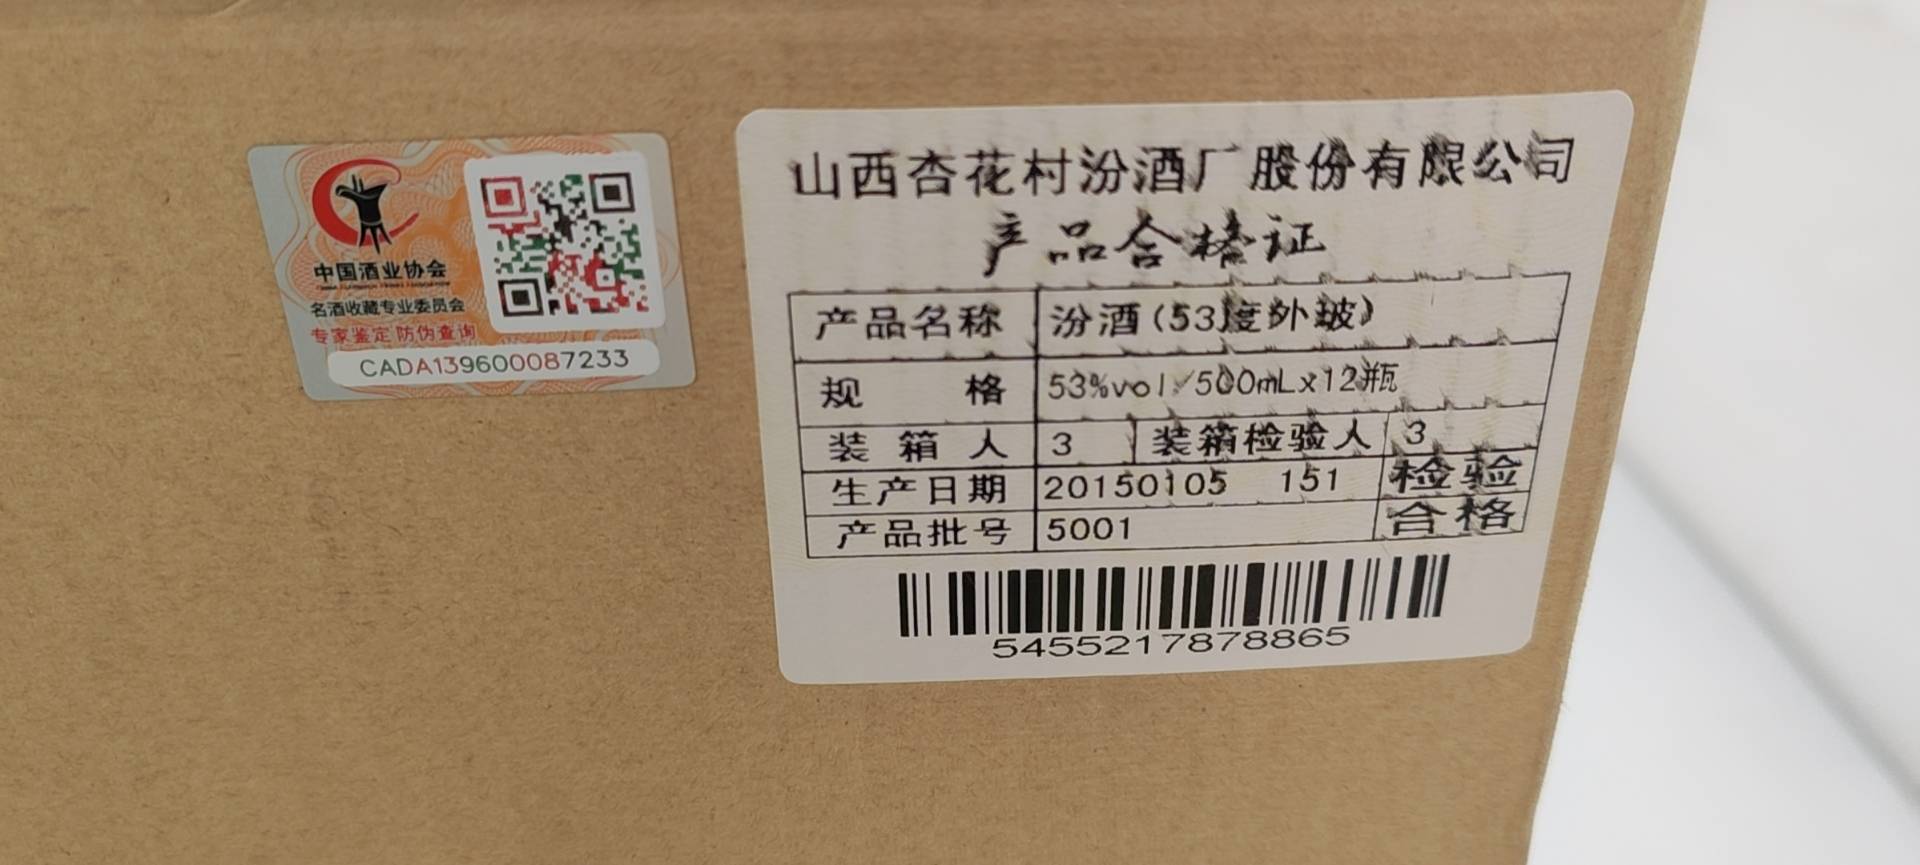 中国酒业协会
名酒收藏专业委员会
专家鉴定 防伪查询
CADA139600087233
山西杏花村汾酒厂股份有限公司
产品合格证
产品名称 汾酒(53度外玻)
规 格 53%vol/500mL×12瓶
装箱人 3 装箱检验人 3
生产日期 20150105 151 检验
产品批号 5001 合格
5455217878865